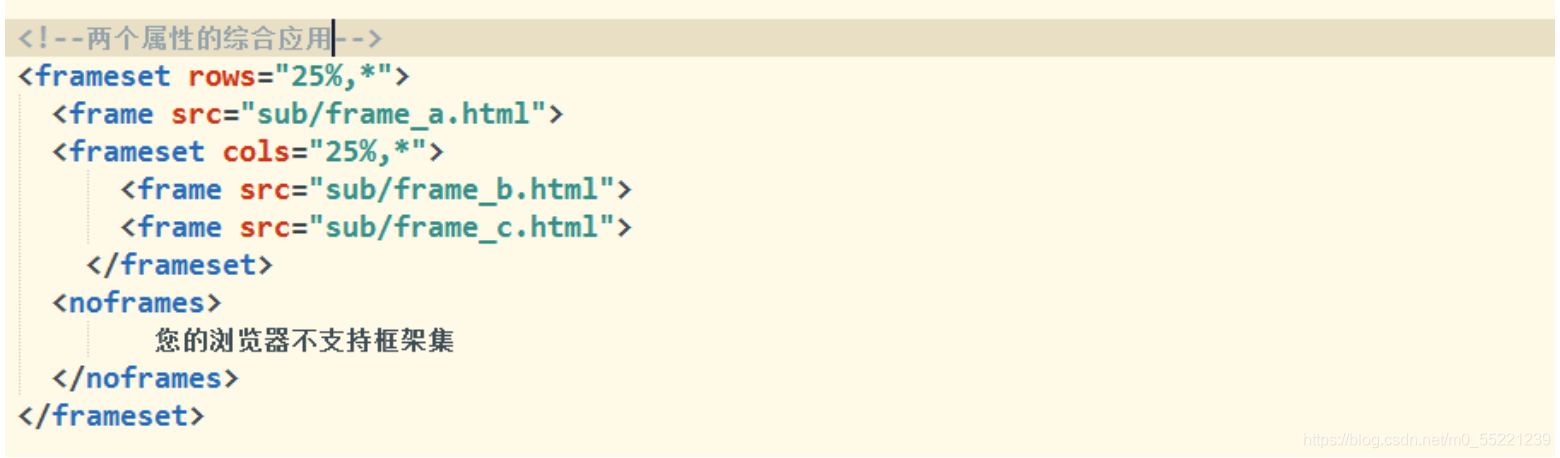 <!--两个属性的综合应用-->
<frameset rows="25%,*">
<frame src="sub/frame_a.html">
<frameset cols="25%,*">
<frame src="sub/frame_b.html">
<frame src="sub/frame_c.html">
</frameset>
<noframes>
您的浏览器不支持框架集
</noframes>
</frameset>
https://blog.csdn.net/m0_55221239